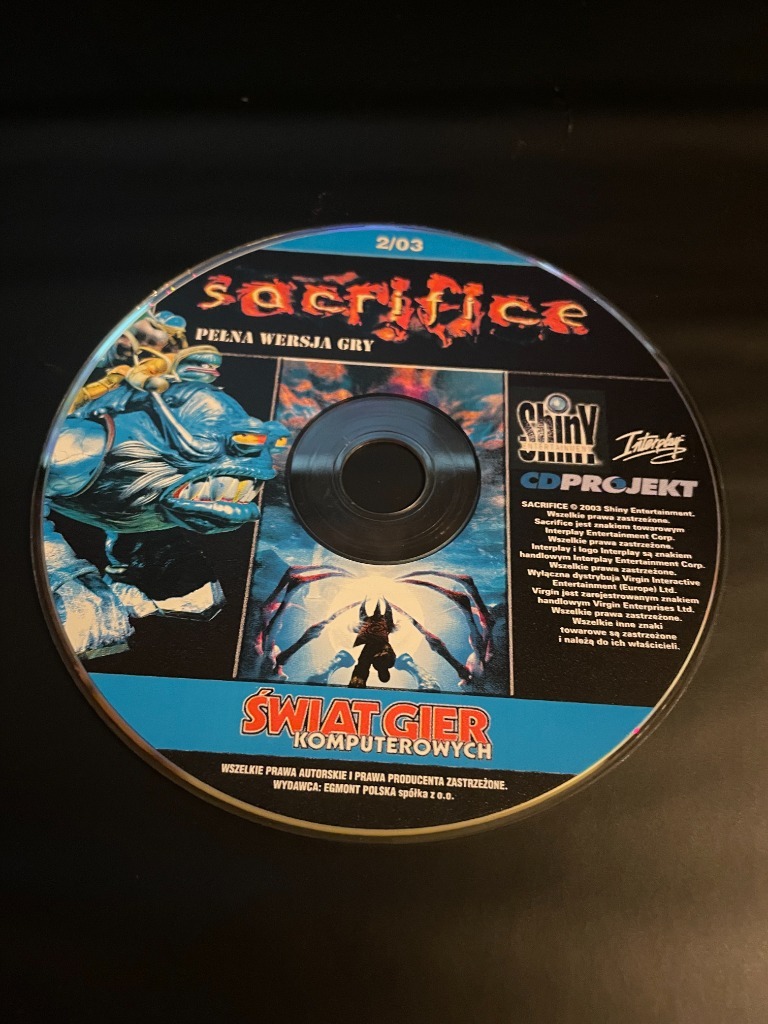 2/03
sacrifice
PEŁNA WERSJA GRY
Shiny
ENTERTAINMENT
Interplay
CDPROJEKT
SACRIFICE © 2003 Shiny Entertainment.
Wszelkie prawa zastrzeżone.
Sacrifice jest znakiem towarowym
Interplay Entertainment Corp.
Wszelkie prawa zastrzeżone.
Interplay i logo Interplay są znakiem
handlowym Interplay Entertainment Corp.
Wszelkie prawa zastrzeżone.
Wyłączna dystrybuja Virgin Interactive
Entertainment (Europe) Ltd.
Virgin jest zarejestrowanym znakiem
handlowym Virgin Enterprises Ltd.
Wszelkie prawa zastrzeżone.
Wszelkie inne znaki
towarowe są zastrzeżone
i należą do ich właścicieli.
ŚWIAT GIER
KOMPUTEROWYCH
WSZELKIE PRAWA AUTORSKIE I PRAWA PRODUCENTA ZASTRZEŻONE.
WYDAWCA: EGMONT POLSKA spółka z o.o.